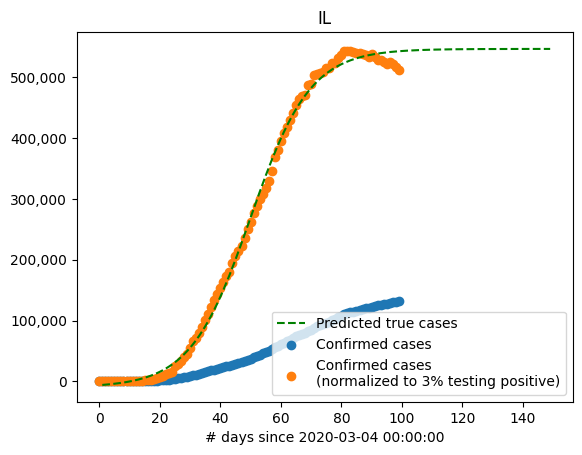 IL
500,000
400,000
300,000
200,000
100,000
0
Predicted true cases
Confirmed cases
Confirmed cases
(normalized to 3% testing positive)
0 20 40 60 80 100 120 140
# days since 2020-03-04 00:00:00